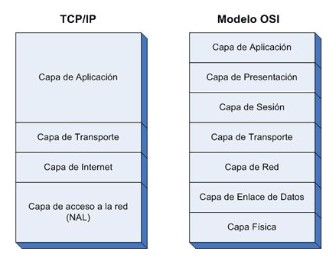 TCP/IP
Capa de Aplicación
Capa de Transporte
Capa de Internet
Capa de acceso a la red
(NAL)
Modelo OSI
Capa de Aplicación
Capa de Presentación
Capa de Sesión
Capa de Transporte
Capa de Red
Capa de Enlace de Datos
Capa Física